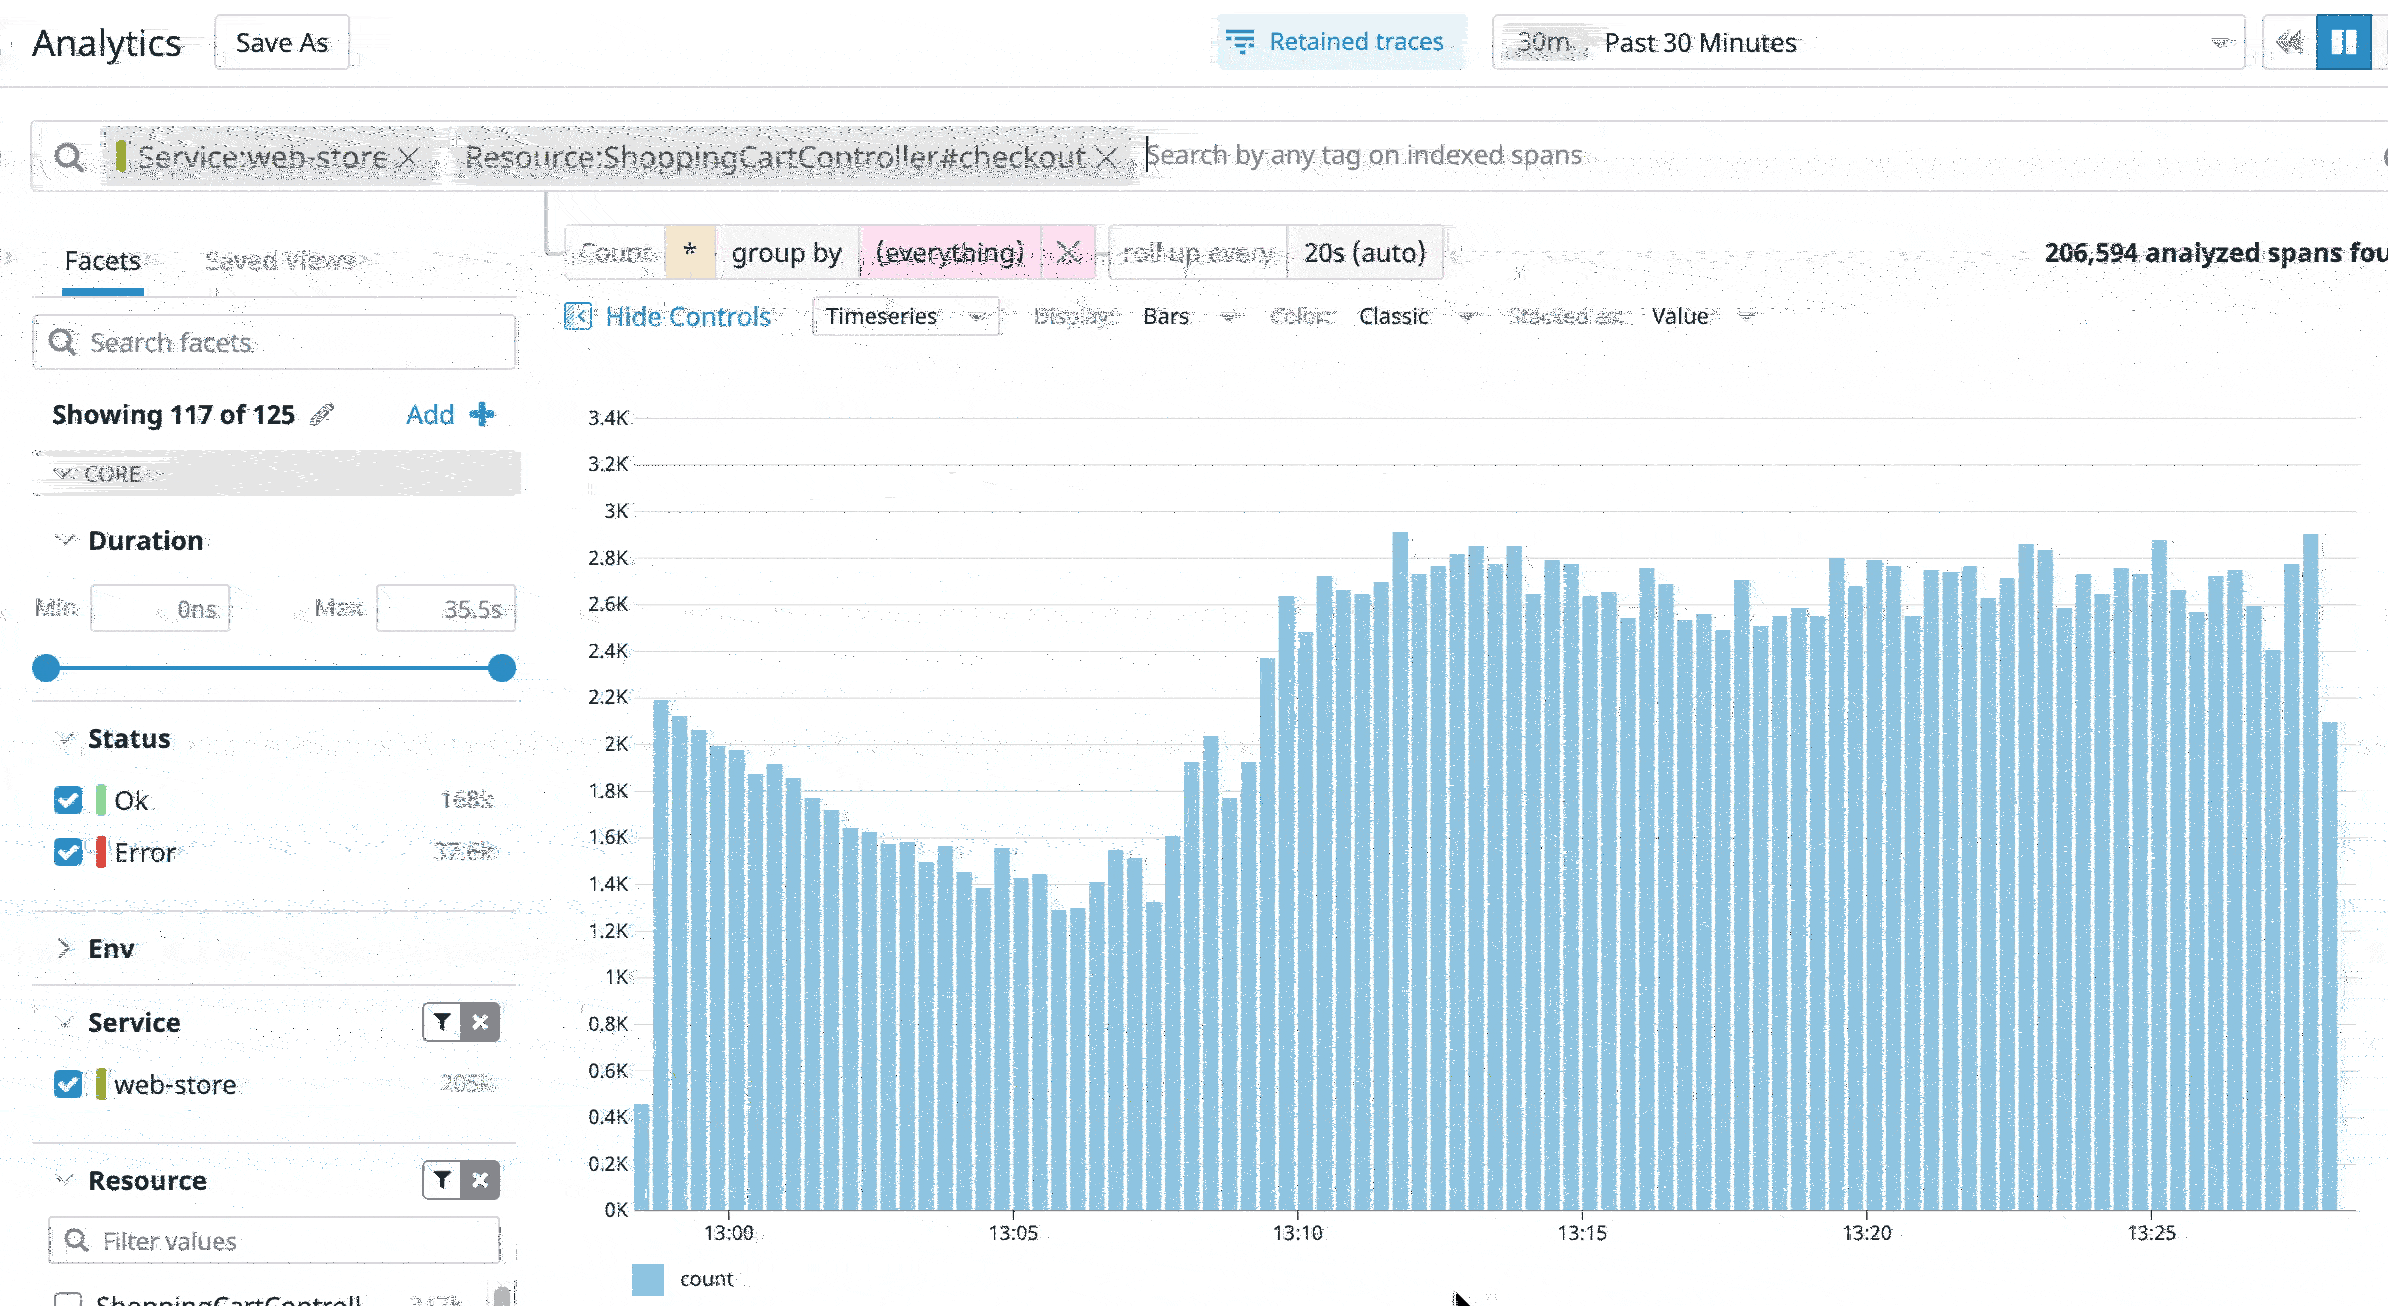 Analytics Save As Retained traces 30m Past 30 Minutes
Service:web-store Resource:ShoppingCartController#checkout Search by any tag on indexed spans
Count * group by (everything) roll up every 20s (auto) 206,594 analyzed spans fou
Facets Saved Views
Hide Controls Timeseries Display: Bars Color: Classic Stacked as: Value
Search facets
Showing 117 of 125 Add
CORE
Duration
Min 0ns Max 35.5s
Status
Ok 168k
Error 37.6k
Env
Service
web-store 205k
Resource
Filter values
ShoppingCartControll
3.4K
3.2K
3K
2.8K
2.6K
2.4K
2.2K
2K
1.8K
1.6K
1.4K
1.2K
1K
0.8K
0.6K
0.4K
0.2K
0K
13:00 13:05 13:10 13:15 13:20 13:25
count